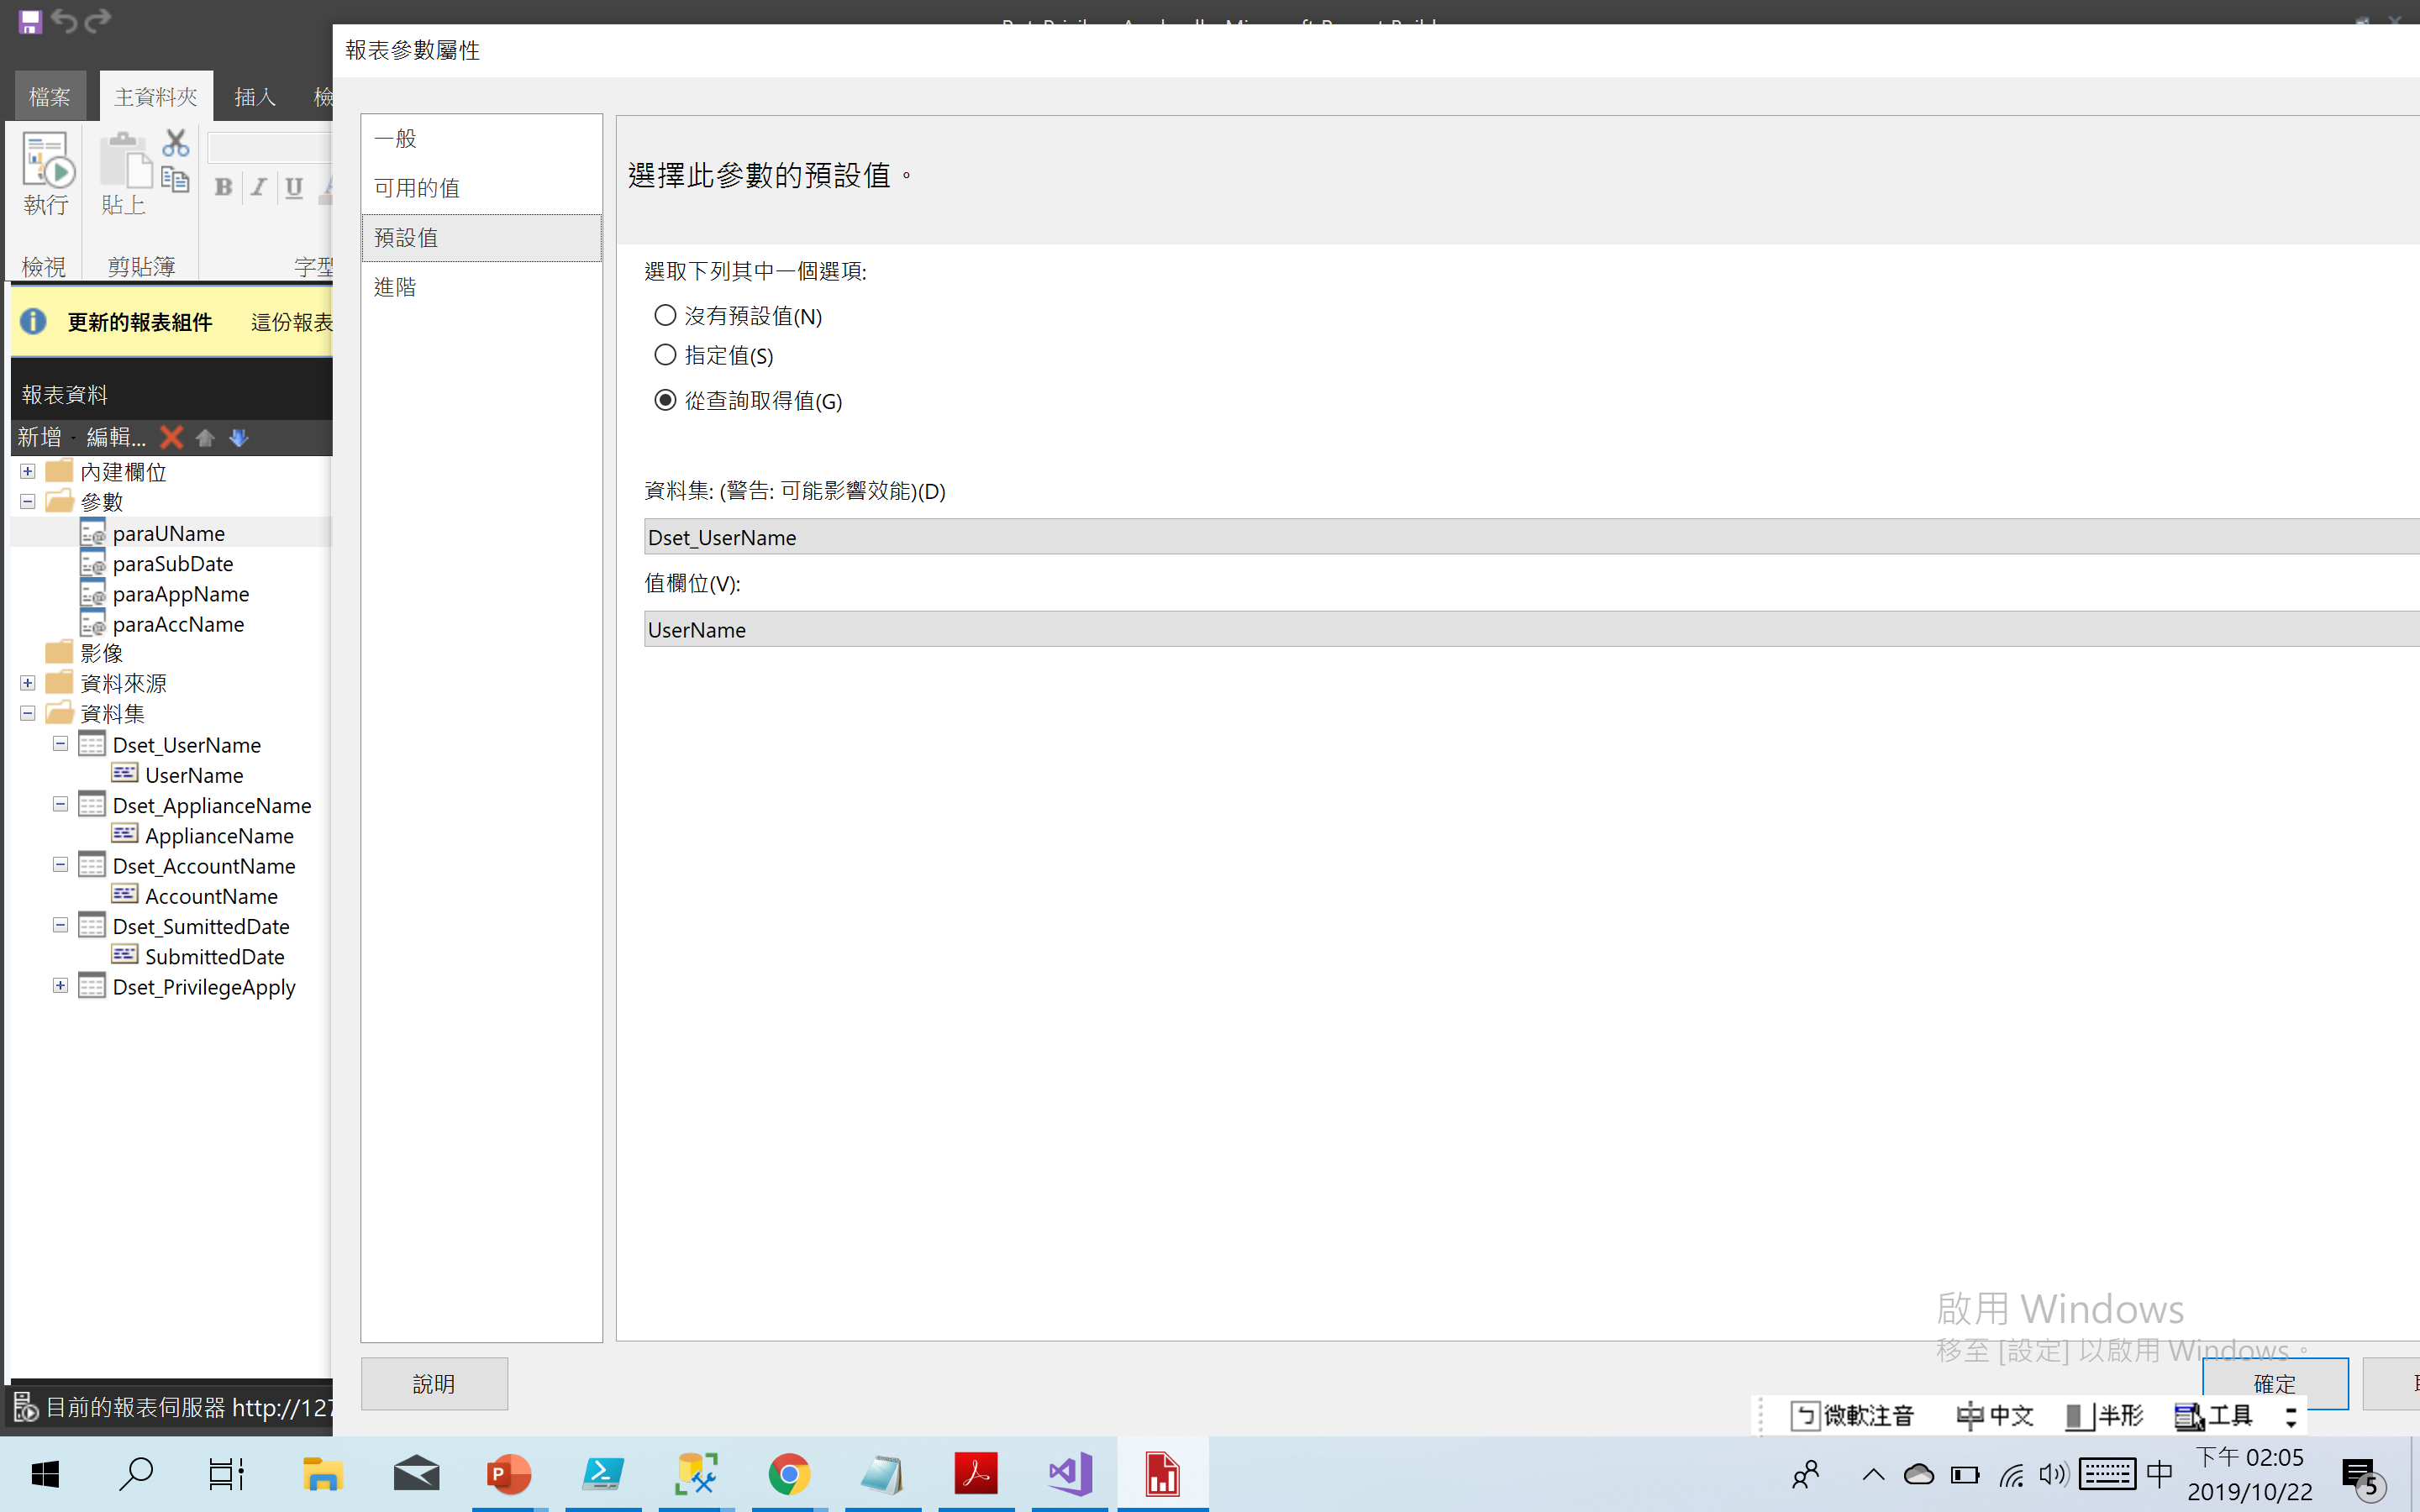 報表參數屬性
檔案
主資料夾
插入
檢
執行
貼上
B I U
檢視
剪貼簿
字型
更新的報表組件
這份報表
報表資料
新增
編輯...
內建欄位
參數
paraUName
paraSubDate
paraAppName
paraAccName
影像
資料來源
資料集
Dset_UserName
UserName
Dset_ApplianceName
ApplianceName
Dset_AccountName
AccountName
Dset_SumittedDate
SubmittedDate
Dset_PrivilegeApply
目前的報表伺服器 http://127
一般
可用的值
預設值
進階
選擇此參數的預設值。
選取下列其中一個選項:
沒有預設值(N)
指定值(S)
從查詢取得值(G)
資料集: (警告: 可能影響效能)(D)
Dset_UserName
值欄位(V):
UserName
啟用 Windows
移至 [設定] 以啟用 Windows。
說明
確定
ㄅ 微軟注音
中 中文
半形
工具
中
下午 02:05
2019/10/22
5